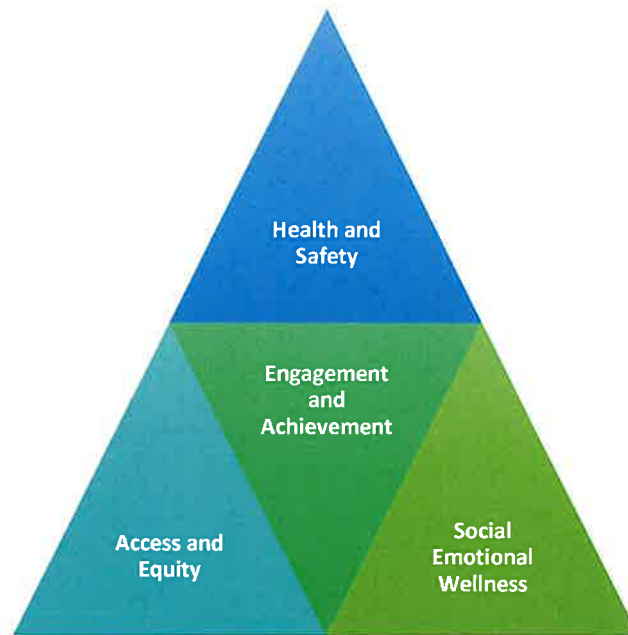 Health and
Safety
Engagement
and
Achievement
Access and
Equity
Social
Emotional
Wellness